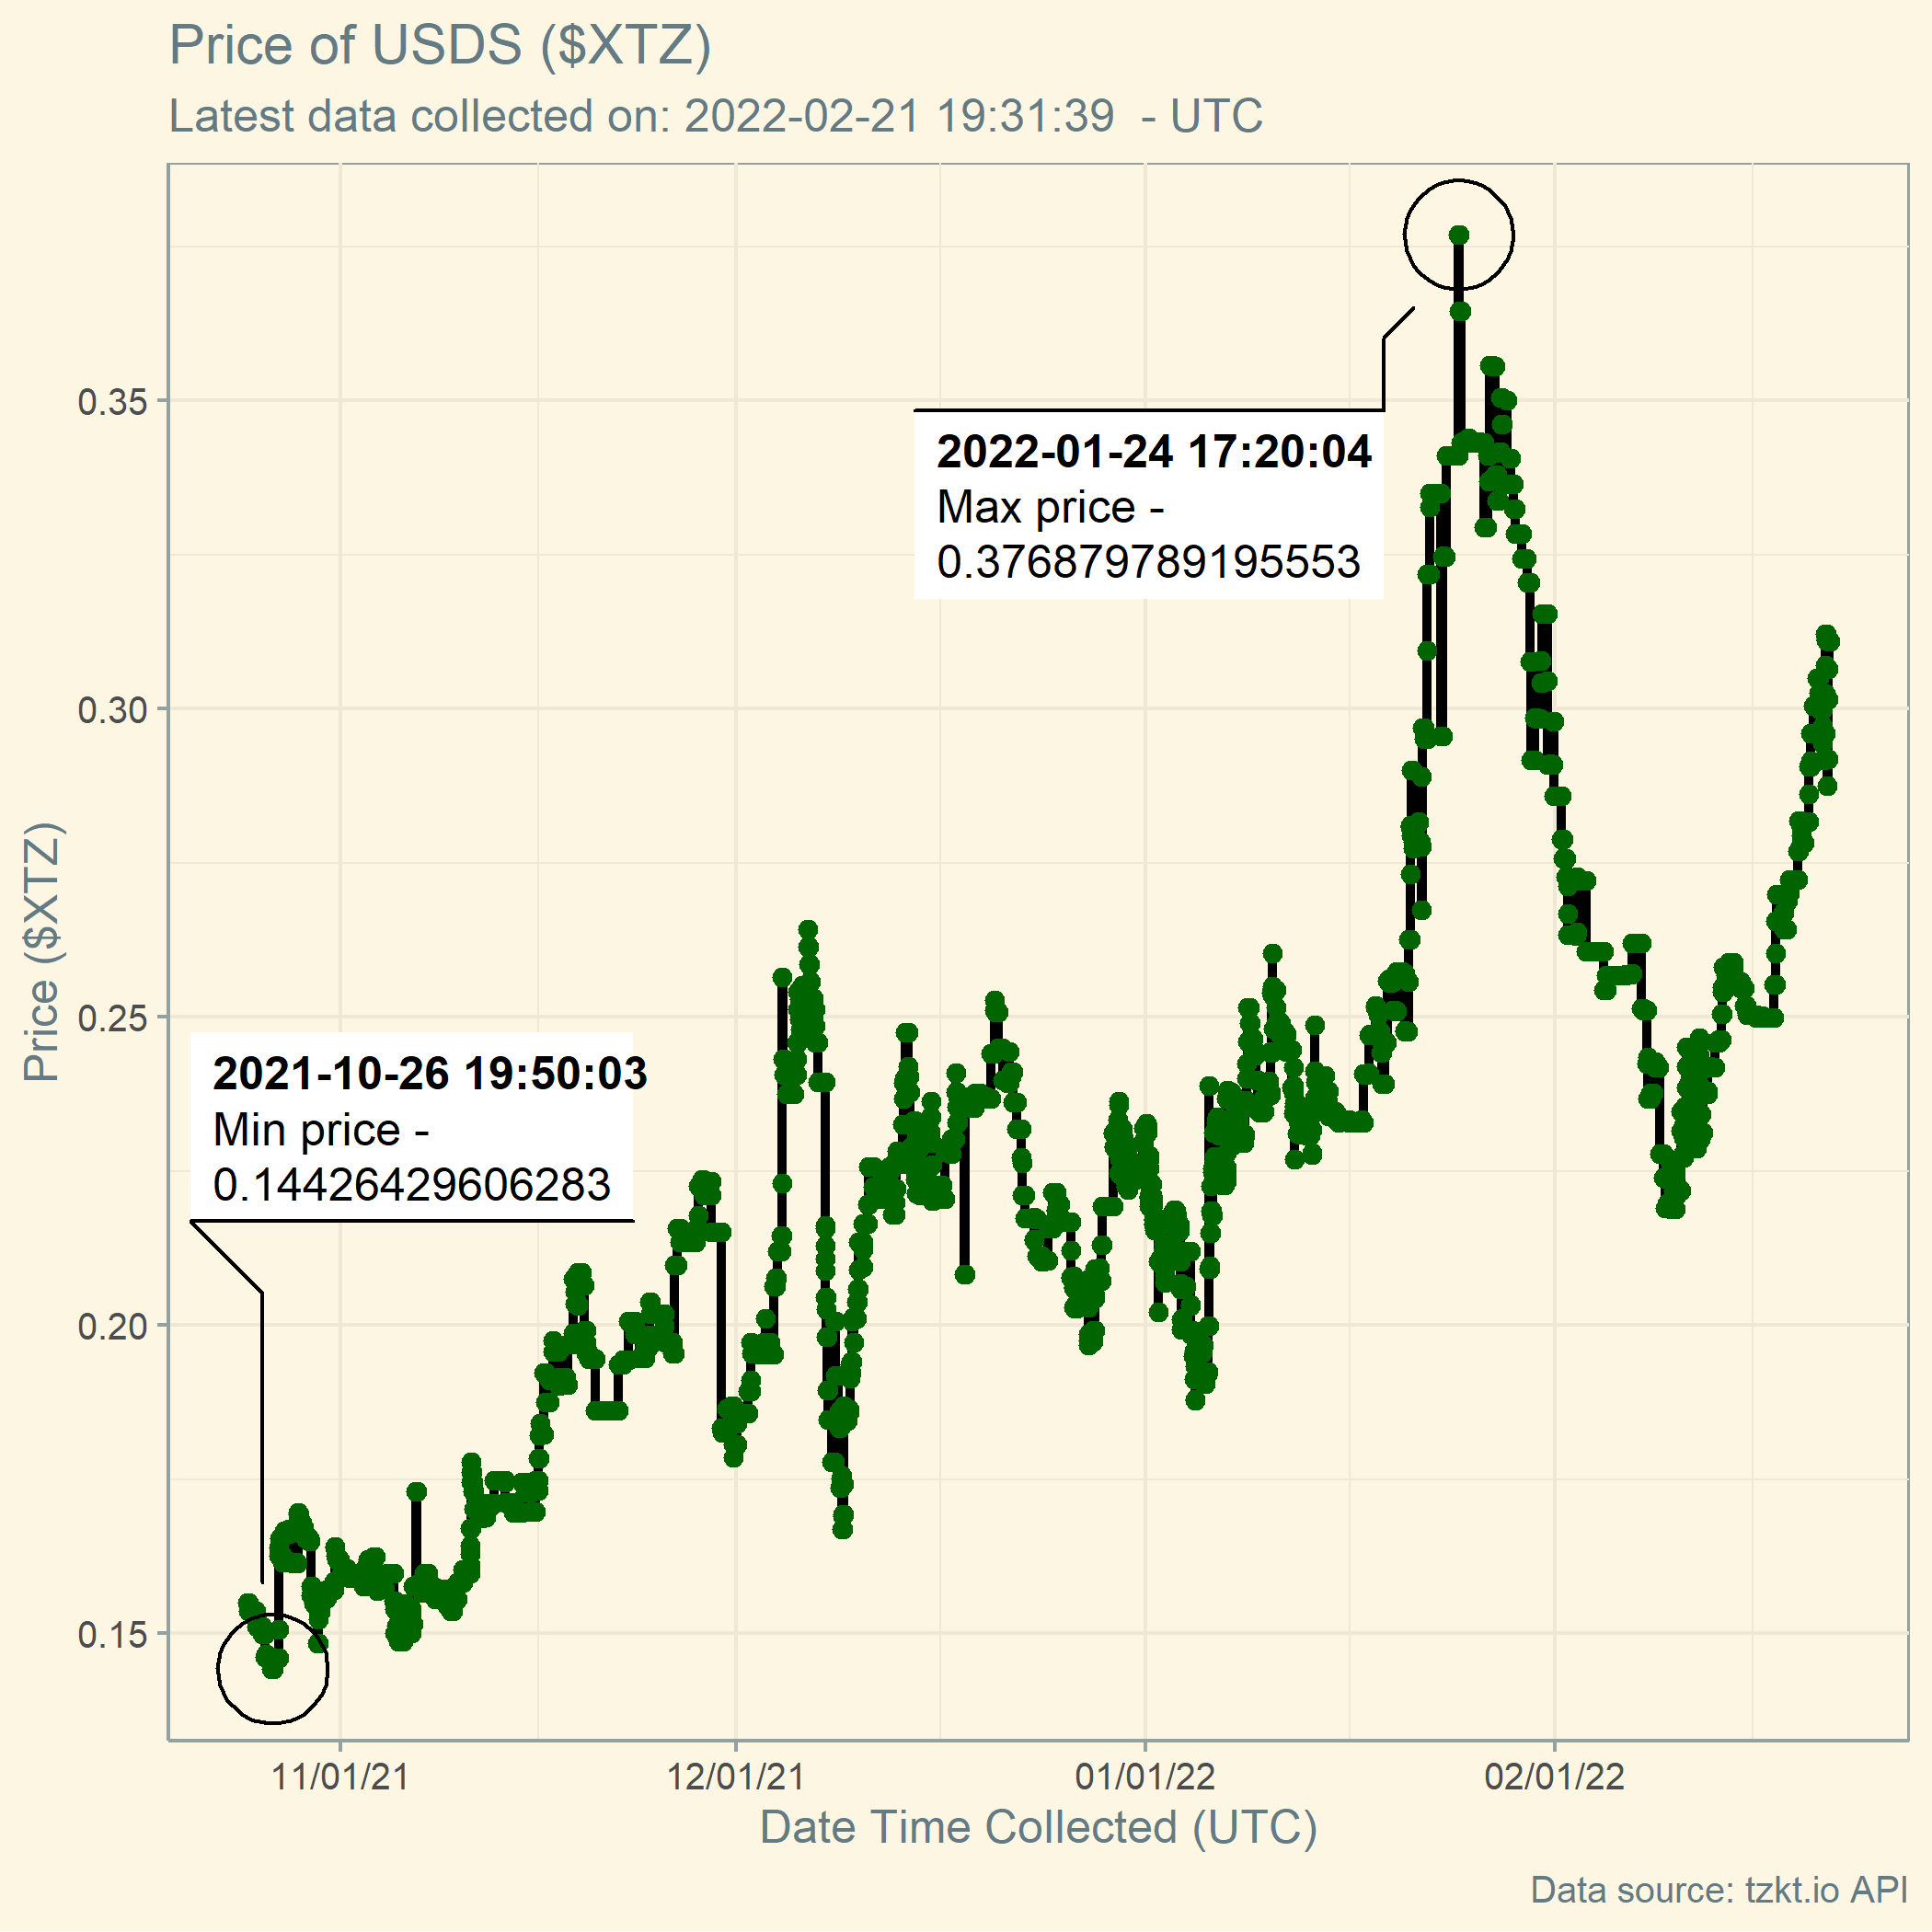 Price of USDS ($XTZ)
Latest data collected on: 2022-02-21 19:31:39  - UTC
Price ($XTZ)
0.35
0.30
0.25
0.20
0.15
2022-01-24 17:20:04
Max price -
0.376879789195553
2021-10-26 19:50:03
Min price -
0.14426429606283
11/01/21
12/01/21
01/01/22
02/01/22
Date Time Collected (UTC)
Data source: tzkt.io API